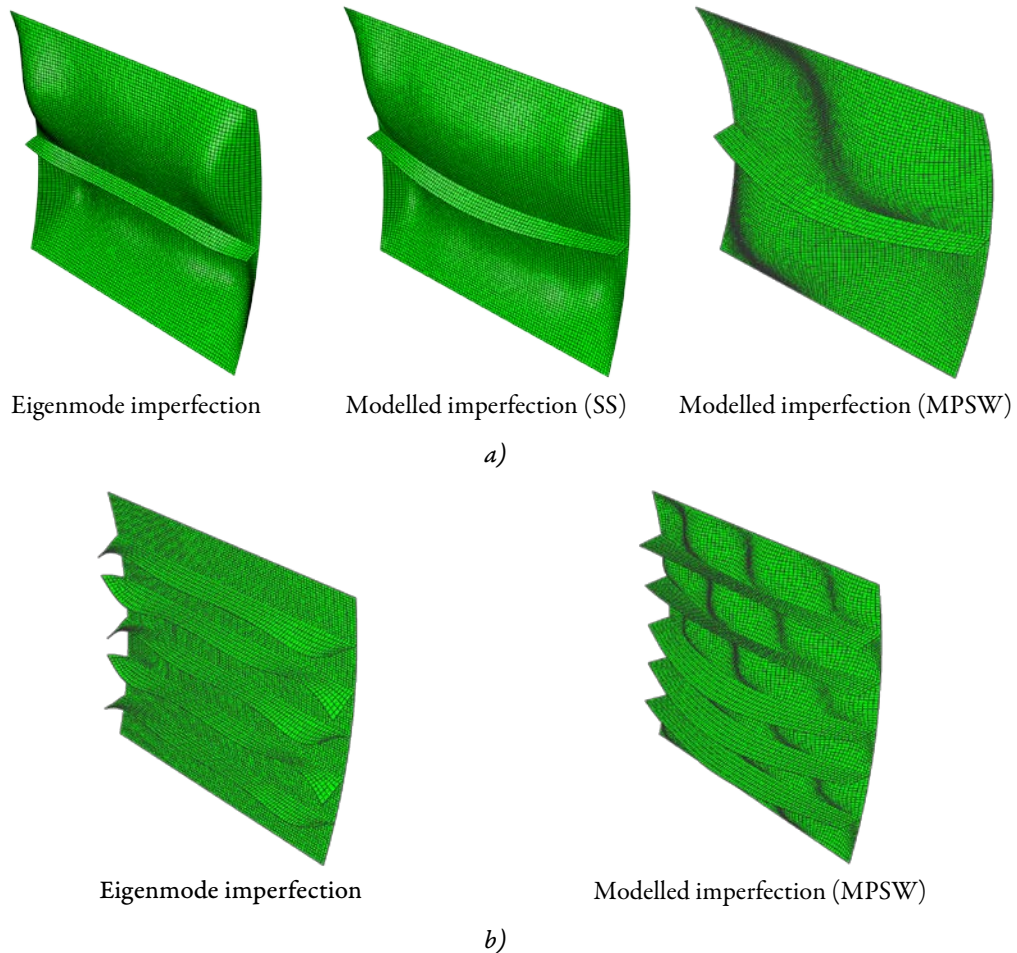 Eigenmode imperfection Modelled imperfection (SS) Modelled imperfection (MPSW)
a)
Eigenmode imperfection Modelled imperfection (MPSW)
b)